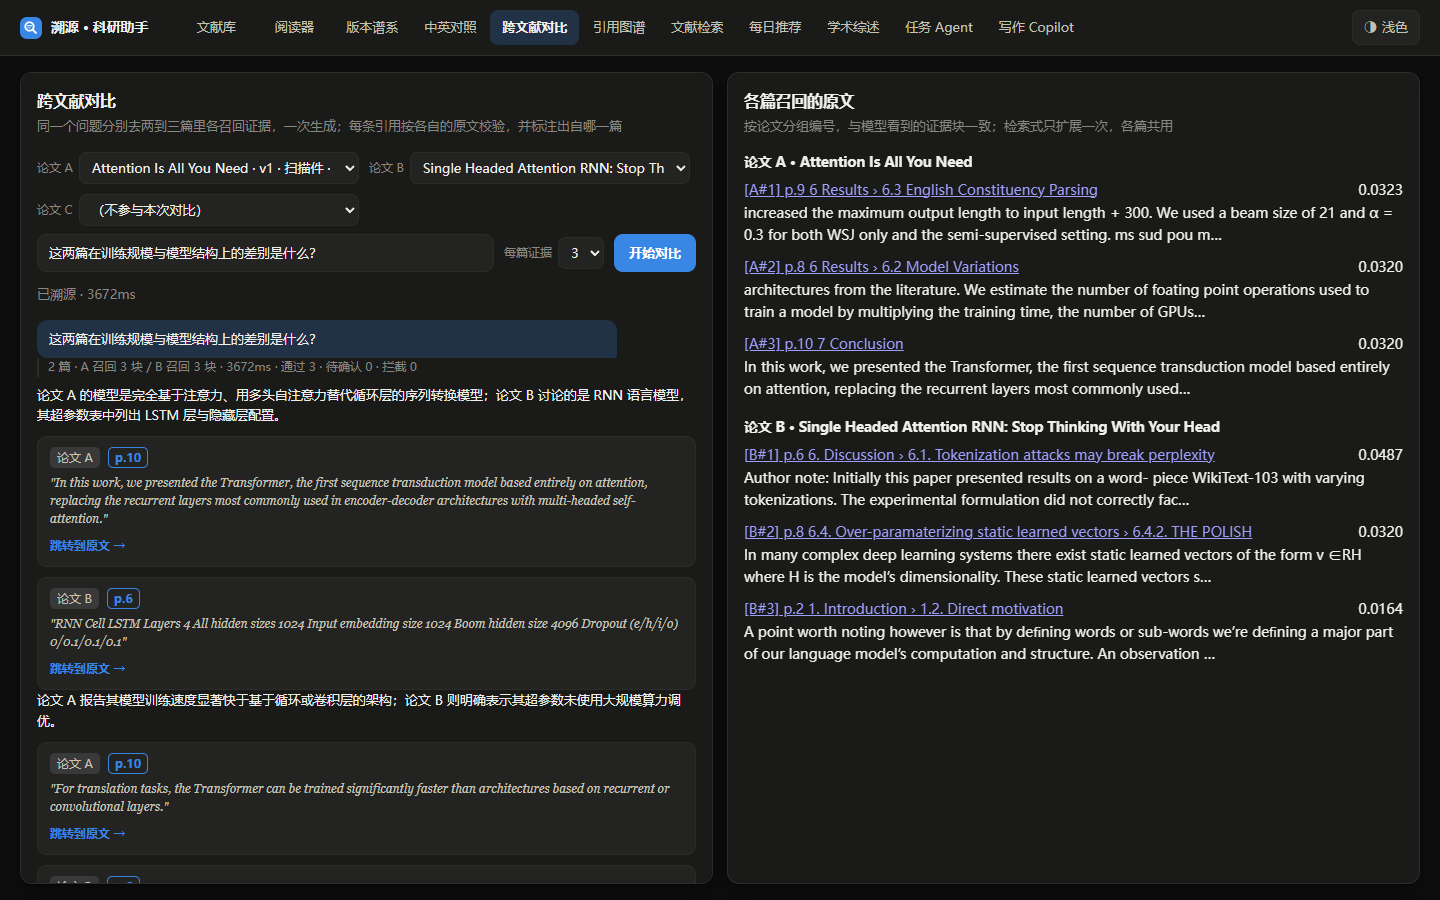 溯源 • 科研助手
文献库 阅读器 版本谱系 中英对照 跨文献对比 引用图谱 文献检索 每日推荐 学术综述 任务 Agent 写作 Copilot
浅色
跨文献对比
同一个问题分别去两到三篇里各召回证据，一次生成；每条引用按各自的原文校验，并标注出自哪一篇
论文 A Attention Is All You Need · v1 · 扫描件 · 论文 B Single Headed Attention RNN: Stop Th
论文 C (不参与本次对比)
这两篇在训练规模与模型结构上的差别是什么? 每篇证据 3 开始对比
已溯源 · 3672ms
这两篇在训练规模与模型结构上的差别是什么?
2 篇 · A 召回 3 块 / B 召回 3 块 · 3672ms · 通过 3 · 待确认 0 · 拦截 0
论文 A 的模型是完全基于注意力、用多头自注意力替代循环层的序列转换模型；论文 B 讨论的是 RNN 语言模型，
其超参数表中列出 LSTM 层与隐藏层配置。
论文 A p.10
"In this work, we presented the Transformer, the first sequence transduction model based entirely on attention,
replacing the recurrent layers most commonly used in encoder-decoder architectures with multi-headed self-
attention."
跳转到原文 →
论文 B p.6
"RNN Cell LSTM Layers 4 All hidden sizes 1024 Input embedding size 1024 Boom hidden size 4096 Dropout (e/h/i/o)
0/0.1/0.1/0.1"
跳转到原文 →
论文 A 报告其模型训练速度显著快于基于循环或卷积层的架构；论文 B 则明确表示其超参数未使用大规模算力调
优。
论文 A p.10
"For translation tasks, the Transformer can be trained significantly faster than architectures based on recurrent or
convolutional layers."
跳转到原文 →
各篇召回的原文
按论文分组编号，与模型看到的证据块一致；检索式只扩展一次，各篇共用
论文 A • Attention Is All You Need
[A#1] p.9 6 Results › 6.3 English Constituency Parsing 0.0323
increased the maximum output length to input length + 300. We used a beam size of 21 and α =
0.3 for both WSJ only and the semi-supervised setting. ms sud pou m...
[A#2] p.8 6 Results › 6.2 Model Variations 0.0320
architectures from the literature. We estimate the number of foating point operations used to
train a model by multiplying the training time, the number of GPUs...
[A#3] p.10 7 Conclusion 0.0320
In this work, we presented the Transformer, the first sequence transduction model based entirely
on attention, replacing the recurrent layers most commonly used...
论文 B • Single Headed Attention RNN: Stop Thinking With Your Head
[B#1] p.6 6. Discussion › 6.1. Tokenization attacks may break perplexity 0.0487
Author note: Initially this paper presented results on a word- piece WikiText-103 with varying
tokenizations. The experimental formulation did not correctly fac...
[B#2] p.8 6.4. Over-paramaterizing static learned vectors › 6.4.2. THE POLISH 0.0320
In many complex deep learning systems there exist static learned vectors of the form v ∈RH
where H is the model’s dimensionality. These static learned vectors s...
[B#3] p.2 1. Introduction › 1.2. Direct motivation 0.0164
A point worth noting however is that by defining words or sub-words we’re defining a major part
of our language model’s computation and structure. An observation ...